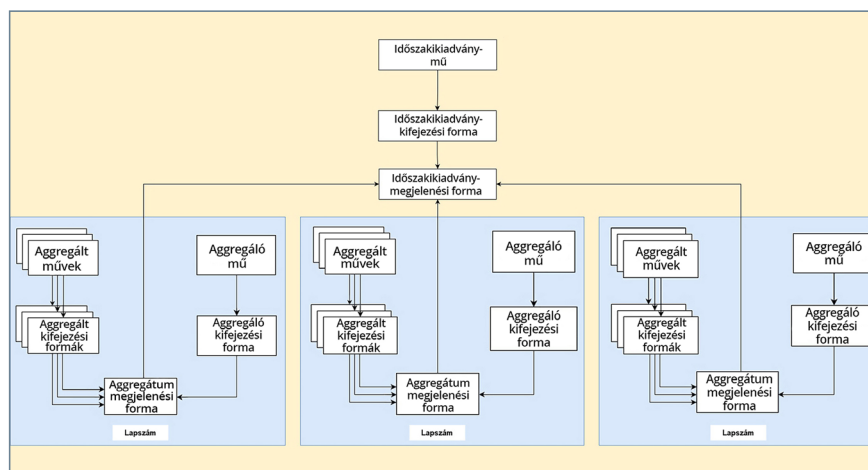 Időszakikiadvány-
mű
Időszakikiadvány-
kifejezési forma
Időszakikiadvány-
megjelenési forma
Aggregált
művek
Aggregáló
mű
Aggregált
kifejezési
formák
Aggregáló
kifejezési
forma
Aggregátum
megjelenési
forma
Lapszám
Aggregált
művek
Aggregáló
mű
Aggregált
kifejezési
formák
Aggregáló
kifejezési
forma
Aggregátum
megjelenési
forma
Lapszám
Aggregált
művek
Aggregáló
mű
Aggregált
kifejezési
formák
Aggregáló
kifejezési
forma
Aggregátum
megjelenési
forma
Lapszám